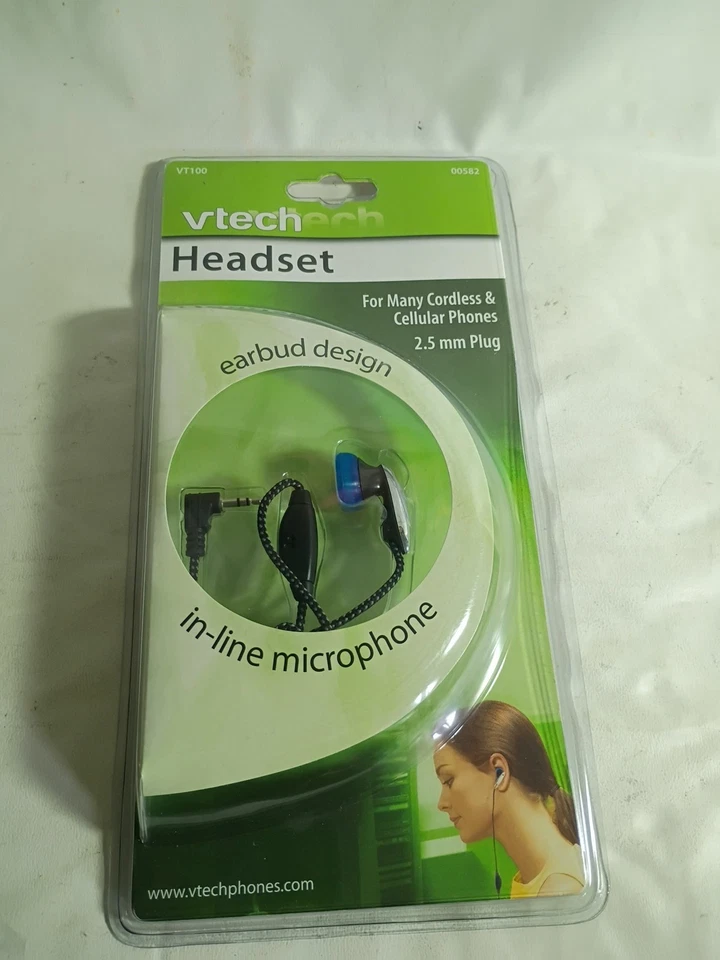 VT100 00582
vtech
Headset
For Many Cordless &
Cellular Phones
2.5 mm Plug
earbud design
in-line microphone
www.vtechphones.com